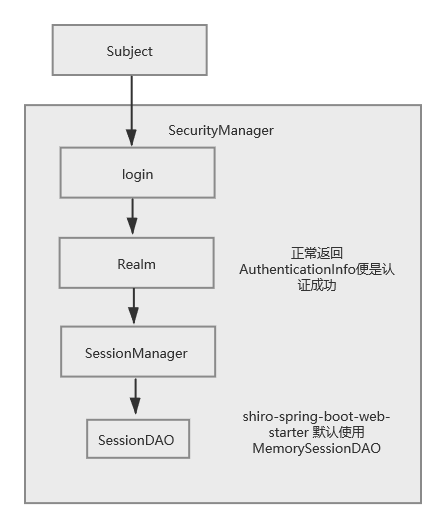 Subject
SecurityManager
login
Realm
正常返回
AuthenticationInfo便是认
证成功
SessionManager
SessionDAO
shiro-spring-boot-web-
starter 默认使用
MemorySessionDAO